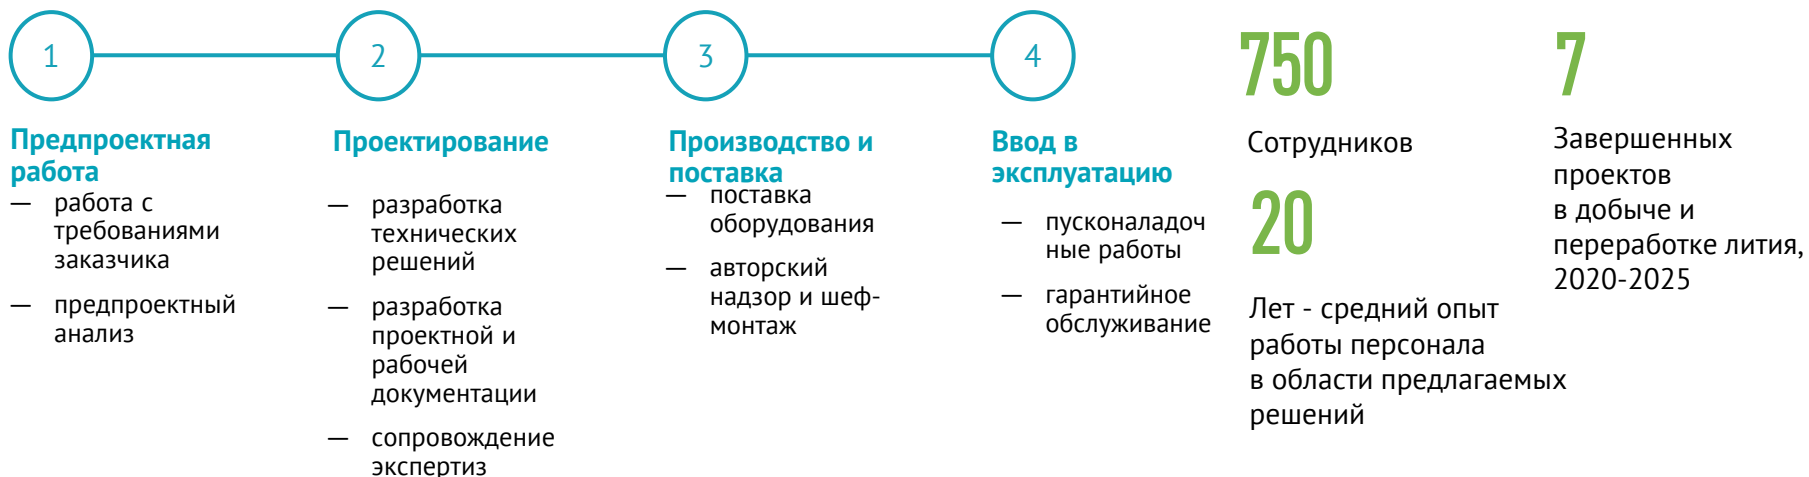 1
Предпроектная
работа
— работа с
требованиями
заказчика
— предпроектный
анализ
2
Проектирование
— разработка
технических
решений
— разработка
проектной и
рабочей
документации
— сопровождение
экспертиз
3
Производство и
поставка
— поставка
оборудования
— авторский
надзор и шеф-
монтаж
4
Ввод в
эксплуатацию
— пусконаладоч
ные работы
— гарантийное
обслуживание
750
Сотрудников
20
Лет - средний опыт
работы персонала
в области предлагаемых
решений
7
Завершенных
проектов
в добыче и
переработке лития,
2020-2025